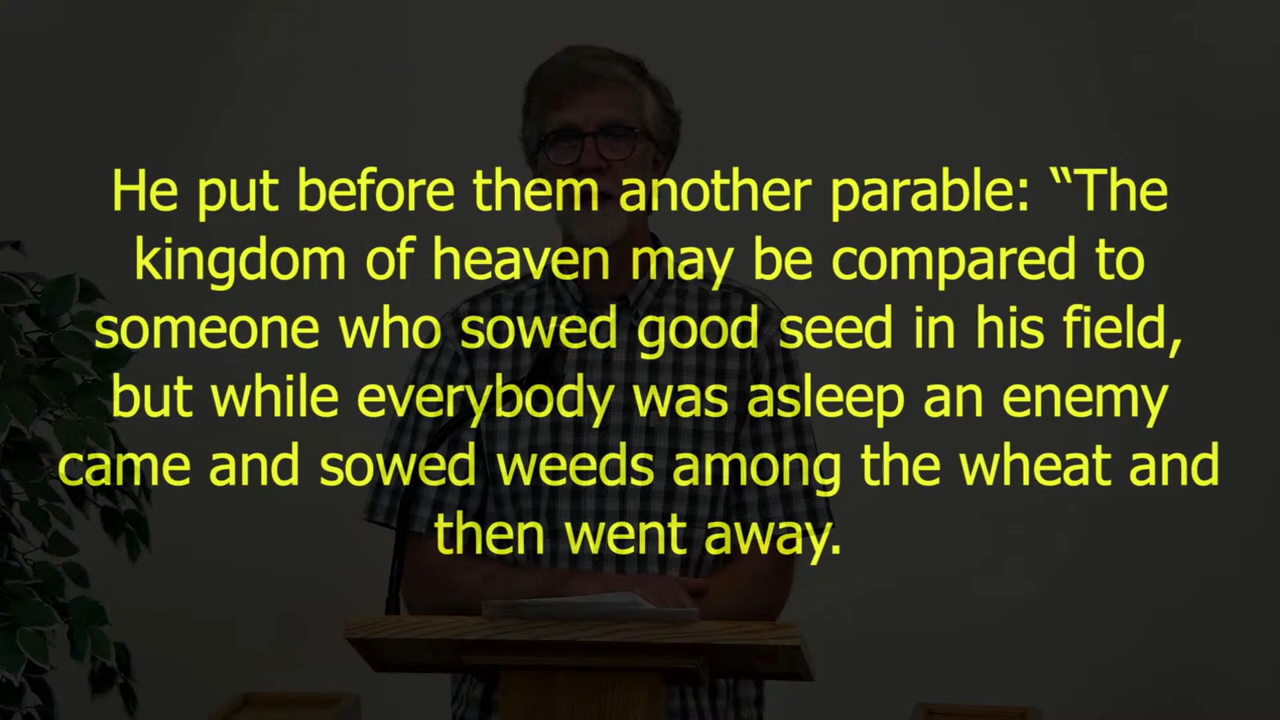 He put before them another parable: “The
kingdom of heaven may be compared to
someone who sowed good seed in his field,
but while everybody was asleep an enemy
came and sowed weeds among the wheat and
then went away.